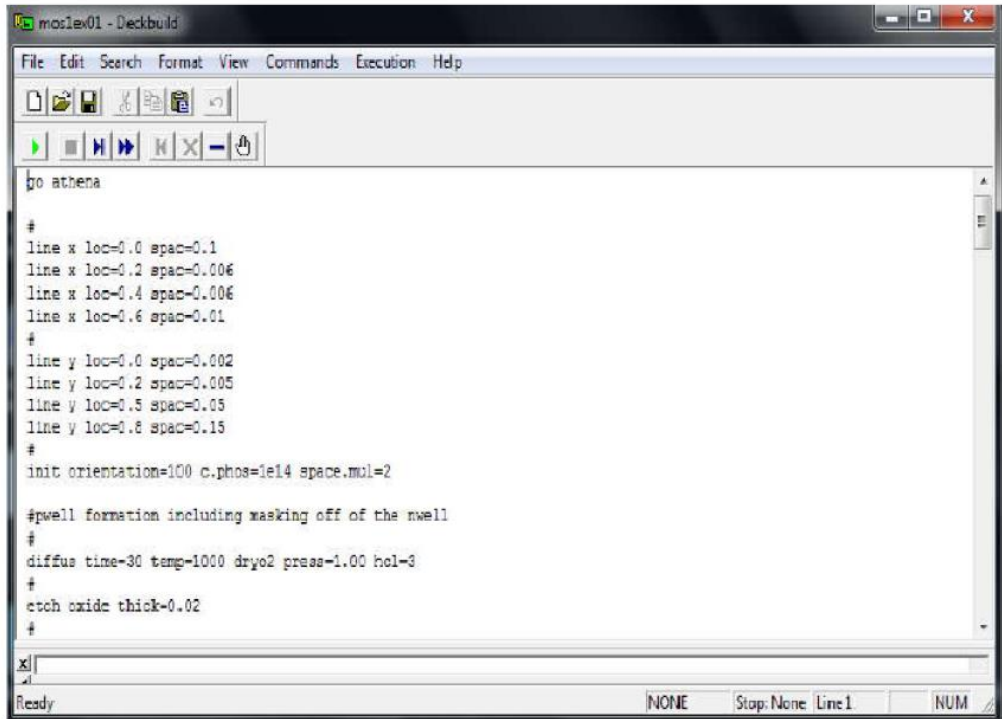 mos1ex01 - Deckbuild
File Edit Search Format View Commands Execution Help
go athena
#
line x loc=0.0 spac=0.1
line x loc=0.2 spac=0.006
line x loc=0.4 spac=0.006
line x loc=0.6 spac=0.01
#
line y loc=0.0 spac=0.002
line y loc=0.2 spac=0.005
line y loc=0.5 spac=0.05
line y loc=0.8 spac=0.15
#
init orientation=100 c.phos=1e14 space.mul=2
#pwell formation including masking off of the nwell
#
diffus time=30 temp=1000 dryo2 press=1.00 hcl=3
#
etch oxide thick=0.02
#
Ready NONE Stop: None Line 1 NUM